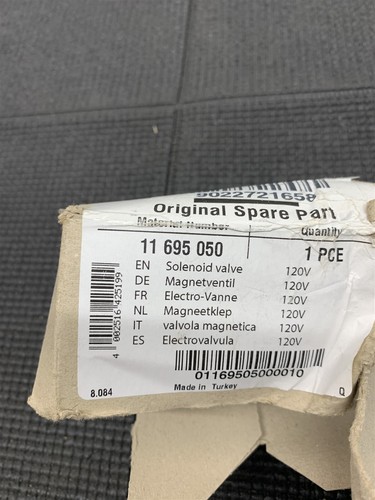 9022721658
Original Spare Part
Material Number Quantity
11 695 050 1 PCE
EN Solenoid valve 120V
DE Magnetventil 120V
FR Electro-Vanne 120V
NL Magneetklep 120V
IT valvola magnetica 120V
ES Electrovalvula 120V
4 002516 425199
01169505000010
8.084 Made in Turkey Q